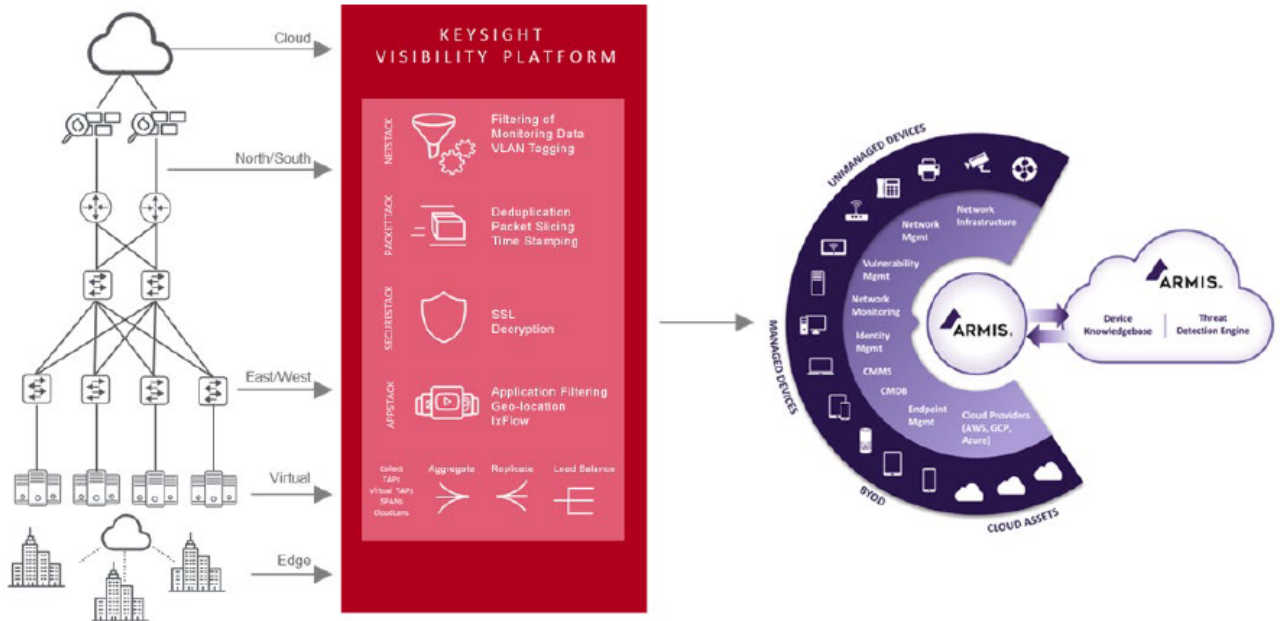 Cloud
North/South
East/West
Virtual
Edge
KEYSIGHT
VISIBILITY PLATFORM
NETSTACK
Filtering of
Monitoring Data
VLAN Tagging
PACKETTACK
Deduplication
Packet Slicing
Time Stamping
SECURESTACK
SSL
Decryption
APPSTACK
Application Filtering
Geo-location
IxFlow
Collect
TAPs
Virtual TAPs
SPANs
CloudLens
Aggregate
Replicate
Load Balance
UNMANAGED DEVICES
MANAGED DEVICES
BYOD
CLOUD ASSETS
Network
Infrastructure
Network
Mgmt
Vulnerability
Mgmt
Network
Monitoring
Identity
Mgmt
CMMS
CMDB
Endpoint
Mgmt
Cloud Providers
(AWS, GCP,
Azure)
ARMIS.
ARMIS.
Device
Knowledgebase
Threat
Detection Engine